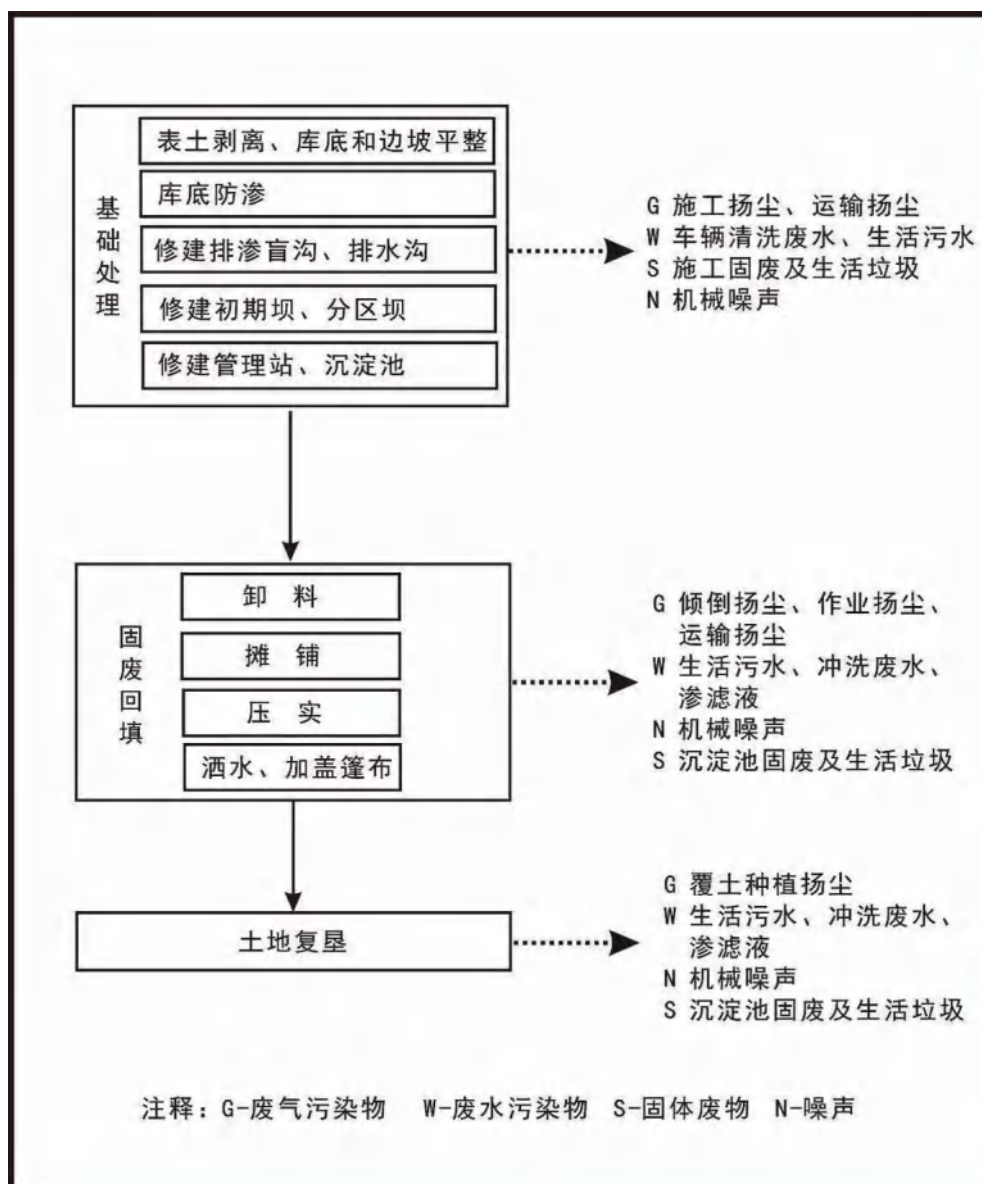 基础处理
表土剥离、库底和边坡平整
库底防渗
修建排渗盲沟、排水沟
修建初期坝、分区坝
修建管理站、沉淀池
G 施工扬尘、运输扬尘
W 车辆清洗废水、生活污水
S 施工固废及生活垃圾
N 机械噪声
固废回填
卸 料
摊 铺
压 实
洒水、加盖篷布
G 倾倒扬尘、作业扬尘、
运输扬尘
W 生活污水、冲洗废水、
渗滤液
N 机械噪声
S 沉淀池固废及生活垃圾
土地复垦
G 覆土种植扬尘
W 生活污水、冲洗废水、
渗滤液
N 机械噪声
S 沉淀池固废及生活垃圾
注释：G-废气污染物 W-废水污染物 S-固体废物 N-噪声